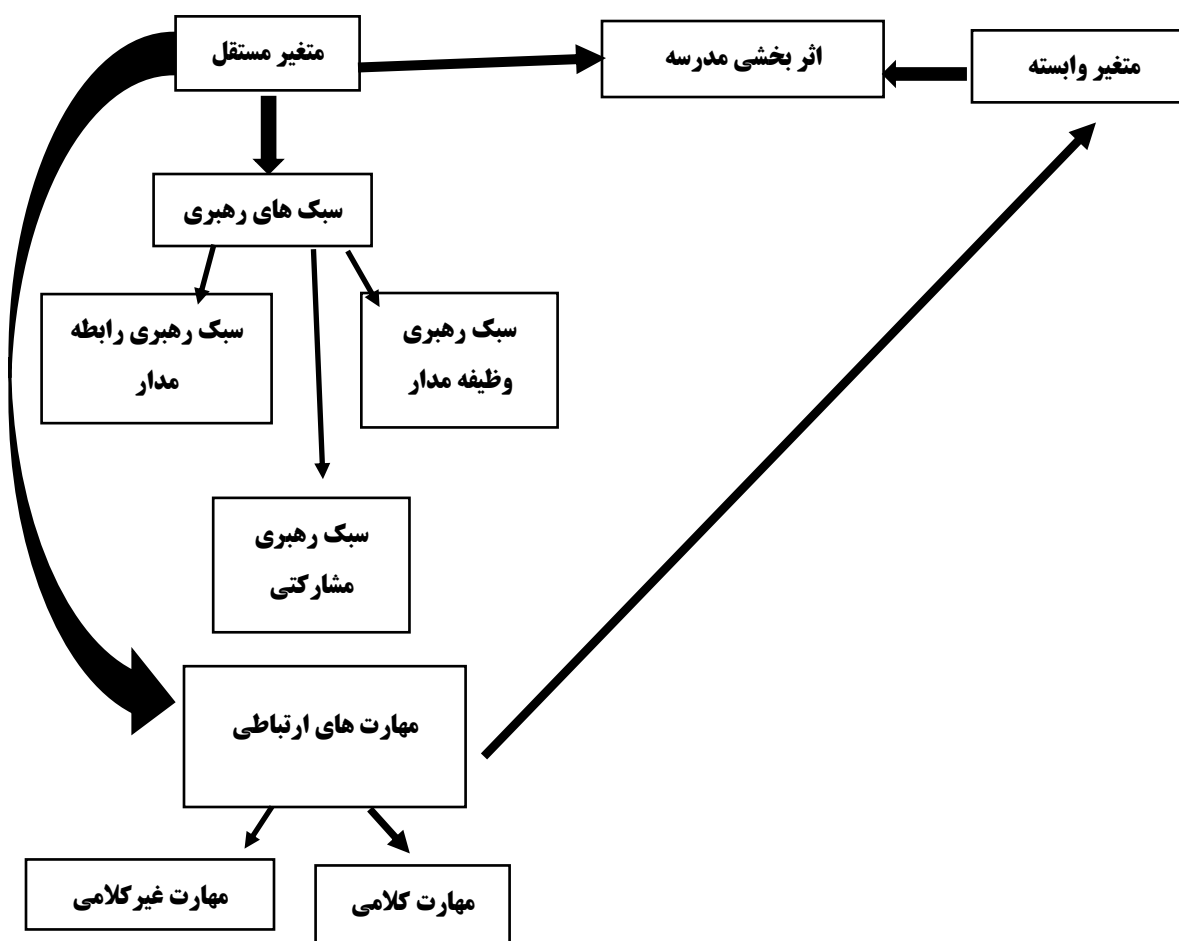 متغیر وابسته
اثر بخشی مدرسه
متغیر مستقل
سبک های رهبری
سبک رهبری
وظیفه مدار
سبک رهبری رابطه
مدار
سبک رهبری
مشارکتی
مهارت های ارتباطی
مهارت کلامی
مهارت غیرکلامی